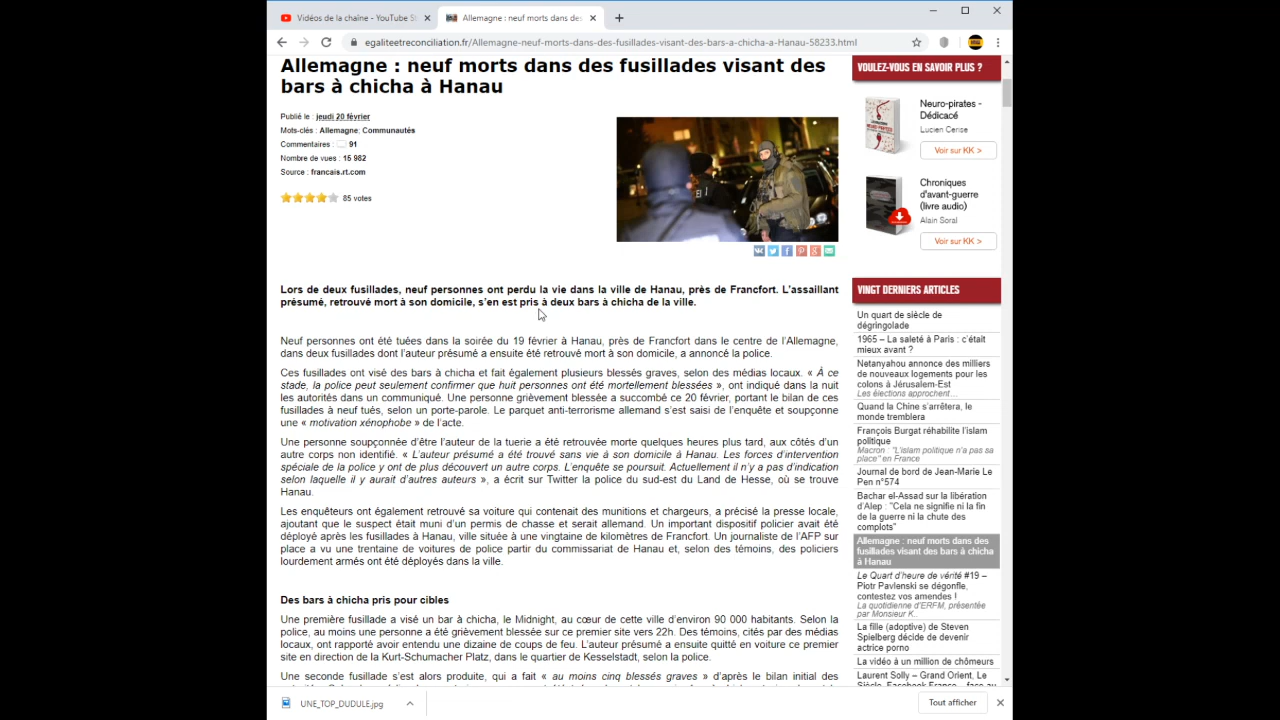 Vidéos de la chaîne - YouTube St
Allemagne : neuf morts dans des
egaliteetreconciliation.fr/Allemagne-neuf-morts-dans-des-fusillades-visant-des-bars-a-chicha-a-Hanau-58233.html
Allemagne : neuf morts dans des fusillades visant des
bars à chicha à Hanau
Publié le : jeudi 20 février
Mots-clés : Allemagne; Communautés
Commentaires : 91
Nombre de vues : 15 982
Source : francais.rt.com
85 votes
Lors de deux fusillades, neuf personnes ont perdu la vie dans la ville de Hanau, près de Francfort. L'assaillant
présumé, retrouvé mort à son domicile, s'en est pris à deux bars à chicha de la ville.
Neuf personnes ont été tuées dans la soirée du 19 février à Hanau, près de Francfort dans le centre de l'Allemagne,
dans deux fusillades dont l'auteur présumé a ensuite été retrouvé mort à son domicile, a annoncé la police.
Ces fusillades ont visé des bars à chicha et fait également plusieurs blessés graves, selon des médias locaux. « À ce
stade, la police peut seulement confirmer que huit personnes ont été mortellement blessées », ont indiqué dans la nuit
les autorités dans un communiqué. Une personne grièvement blessée a succombé ce 20 février, portant le bilan de ces
fusillades à neuf tués, selon un porte-parole. Le parquet anti-terrorisme allemand s'est saisi de l'enquête et soupçonne
une « motivation xénophobe » de l'acte.
Une personne soupçonnée d'être l'auteur de la tuerie a été retrouvée morte quelques heures plus tard, aux côtés d'un
autre corps non identifié. « L'auteur présumé a été trouvé sans vie à son domicile à Hanau. Les forces d'intervention
spéciale de la police y ont de plus découvert un autre corps. L'enquête se poursuit. Actuellement il n'y a pas d'indication
selon laquelle il y aurait d'autres auteurs », a écrit sur Twitter la police du sud-est du Land de Hesse, où se trouve
Hanau.
Les enquêteurs ont également retrouvé sa voiture qui contenait des munitions et chargeurs, a précisé la presse locale,
ajoutant que le suspect était muni d'un permis de chasse et serait allemand. Un important dispositif policier avait été
déployé après les fusillades à Hanau, ville située à une vingtaine de kilomètres de Francfort. Un journaliste de l'AFP sur
place a vu une trentaine de voitures de police partir du commissariat de Hanau et, selon des témoins, des policiers
lourdement armés ont été déployés dans la ville.
Des bars à chicha pris pour cibles
Une première fusillade a visé un bar à chicha, le Midnight, au cœur de cette ville d'environ 90 000 habitants. Selon la
police, au moins une personne a été grièvement blessée sur ce premier site vers 22h. Des témoins, cités par des médias
locaux, ont rapporté avoir entendu une dizaine de coups de feu. L'auteur présumé a ensuite quitté en voiture ce premier
site en direction de la Kurt-Schumacher Platz, dans le quartier de Kesselstadt, selon la police.
Une seconde fusillade s'est alors produite, qui a fait « au moins cinq blessés graves » d'après le bilan initial des
VOULEZ-VOUS EN SAVOIR PLUS ?
Neuro-pirates -
Dédicacé
Lucien Cerise
Voir sur KK >
Chroniques
d'avant-guerre
(livre audio)
Alain Soral
Voir sur KK >
VINGT DERNIERS ARTICLES
Un quart de siècle de
dégringolade
1965 – La saleté à Paris : c'était
mieux avant ?
Netanyahou annonce des milliers
de nouveaux logements pour les
colons à Jérusalem-Est
Les élections approchent...
Quand la Chine s'arrêtera, le
monde tremblera
François Burgat réhabilite l'islam
politique
Macron : "L'islam politique n'a pas sa
place" en France
Journal de bord de Jean-Marie Le
Pen n°574
Bachar el-Assad sur la libération
d'Alep : "Cela ne signifie ni la fin
de la guerre ni la chute des
complots"
Allemagne : neuf morts dans des
fusillades visant des bars à chicha
à Hanau
Le Quart d'heure de vérité #19 –
Piotr Pavlenski se dégonfle,
contestez vos amendes !
La quotidienne d'ERFM, présentée
par Monsieur K..
La fille (adoptive) de Steven
Spielberg décide de devenir
actrice porno
La vidéo à un million de chômeurs
Laurent Solly – Grand Orient, Le
Siècle, Facebook France – face au
UNE_TOP_DUDULE.jpg
Tout afficher